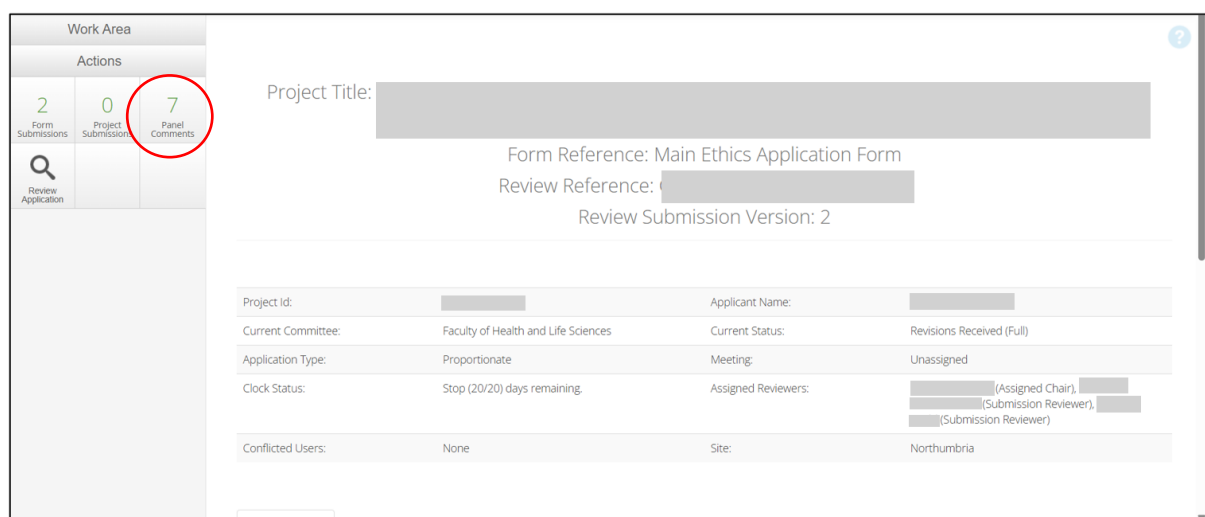 Work Area
Actions
2
Form
Submissions
0
Project
Submissions
7
Panel
Comments
Review
Application
?
Project Title:
Form Reference: Main Ethics Application Form
Review Reference:
Review Submission Version: 2
Project Id:
Applicant Name:
Current Committee: Faculty of Health and Life Sciences Current Status: Revisions Received (Full)
Application Type: Proportionate Meeting: Unassigned
Clock Status: Stop (20/20) days remaining. Assigned Reviewers: (Assigned Chair),
(Submission Reviewer),
(Submission Reviewer)
Conflicted Users: None Site: Northumbria